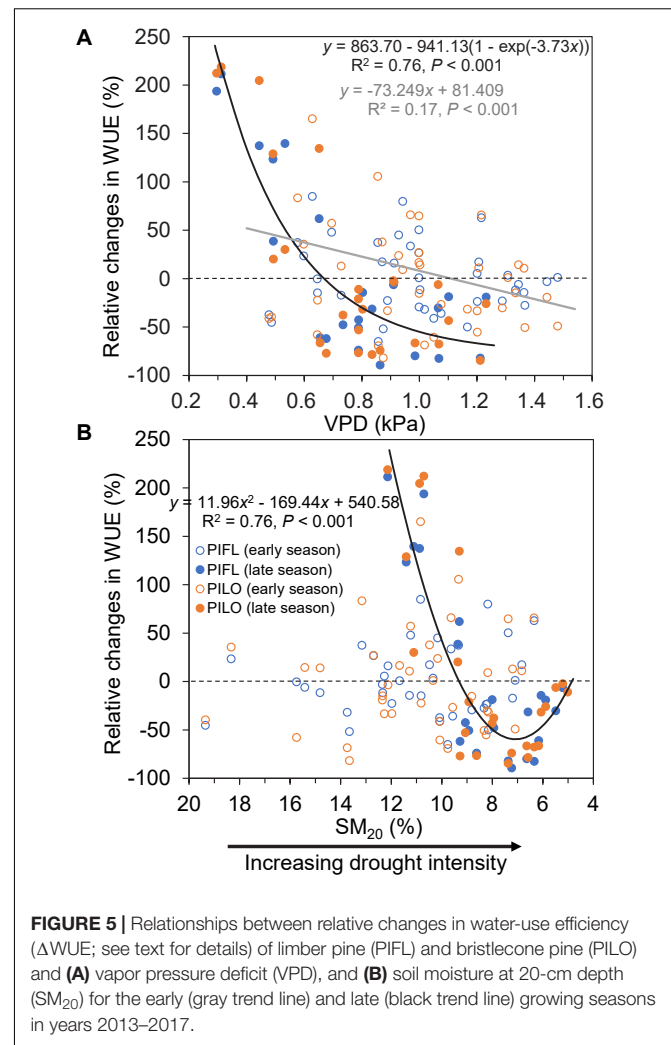 A
y = 863.70 - 941.13(1 - exp(-3.73x))
R² = 0.76, P < 0.001
y = -73.249x + 81.409
R² = 0.17, P < 0.001
Relative changes in WUE (%)
250
200
150
100
50
0
-50
-100
0.2 0.4 0.6 0.8 1.0 1.2 1.4 1.6
VPD (kPa)
B
y = 11.96x² - 169.44x + 540.58
R² = 0.76, P < 0.001
PIFL (early season)
PIFL (late season)
PILO (early season)
PILO (late season)
Relative changes in WUE (%)
250
200
150
100
50
0
-50
-100
20 18 16 14 12 10 8 6 4
SM₂₀ (%)
Increasing drought intensity
FIGURE 5 | Relationships between relative changes in water-use efficiency
(ΔWUE; see text for details) of limber pine (PIFL) and bristlecone pine (PILO)
and (A) vapor pressure deficit (VPD), and (B) soil moisture at 20-cm depth
(SM₂₀) for the early (gray trend line) and late (black trend line) growing seasons
in years 2013–2017.